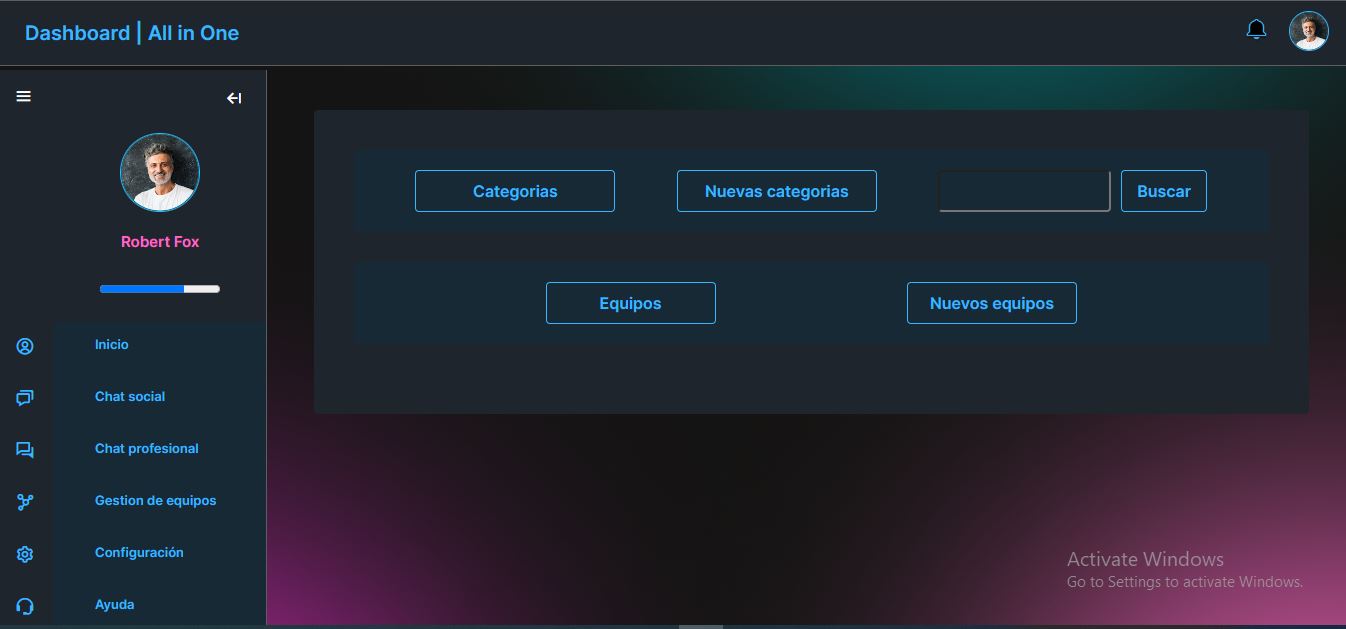 Dashboard | All in One
Robert Fox
Inicio
Chat social
Chat profesional
Gestion de equipos
Configuración
Ayuda
Categorias
Nuevas categorias
Buscar
Equipos
Nuevos equipos
Activate Windows
Go to Settings to activate Windows.